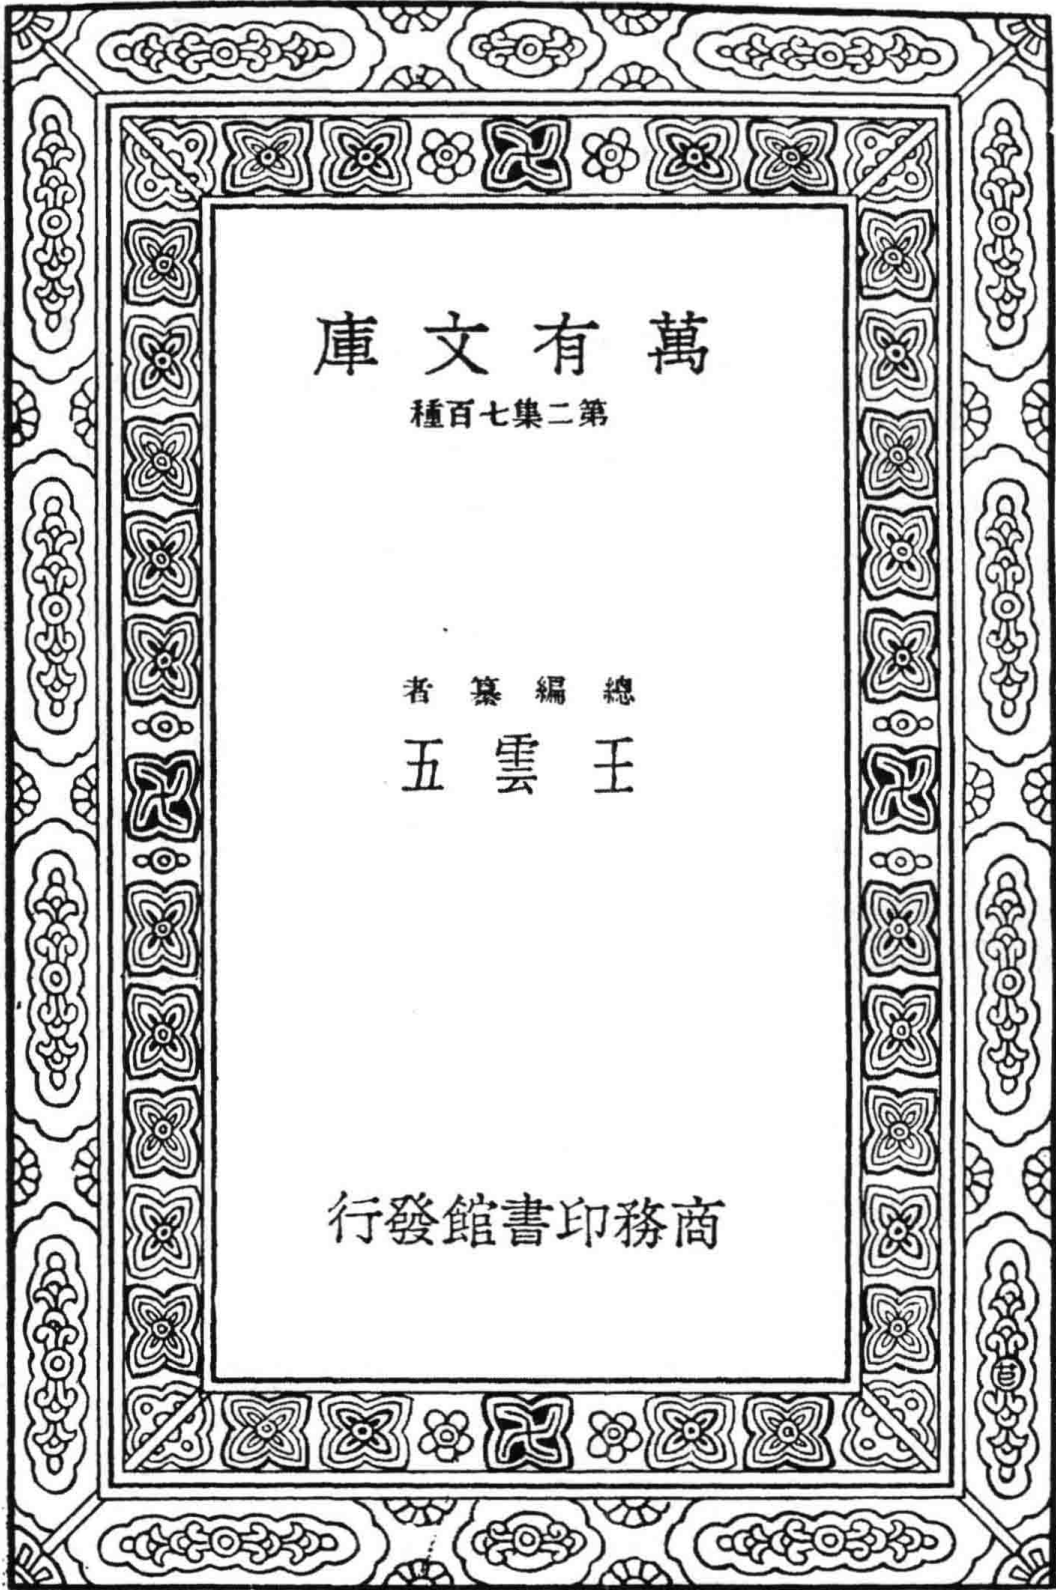 萬有文庫
第二集七百種
總編纂者
王雲五
商務印書館發行